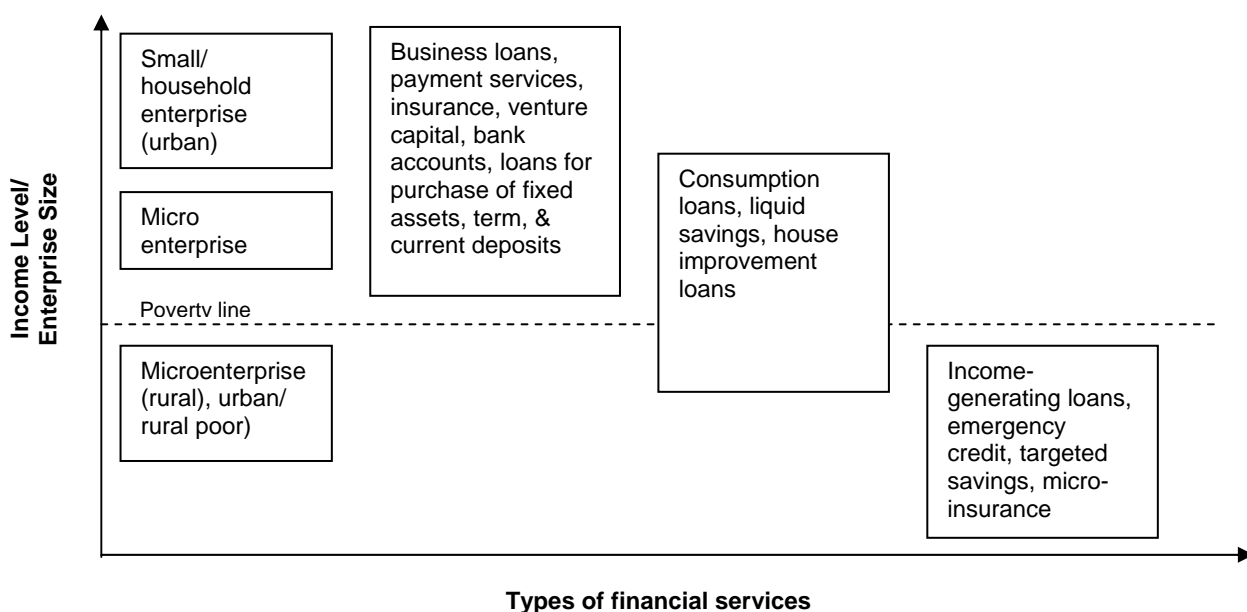 Income Level/
Enterprise Size
Small/
household
enterprise
(urban)
Micro
enterprise
Poverty line
Microenterprise
(rural), urban/
rural poor)
Business loans,
payment services,
insurance, venture
capital, bank
accounts, loans for
purchase of fixed
assets, term, &
current deposits
Consumption
loans, liquid
savings, house
improvement
loans
Income-
generating loans,
emergency
credit, targeted
savings, micro-
insurance
Types of financial services